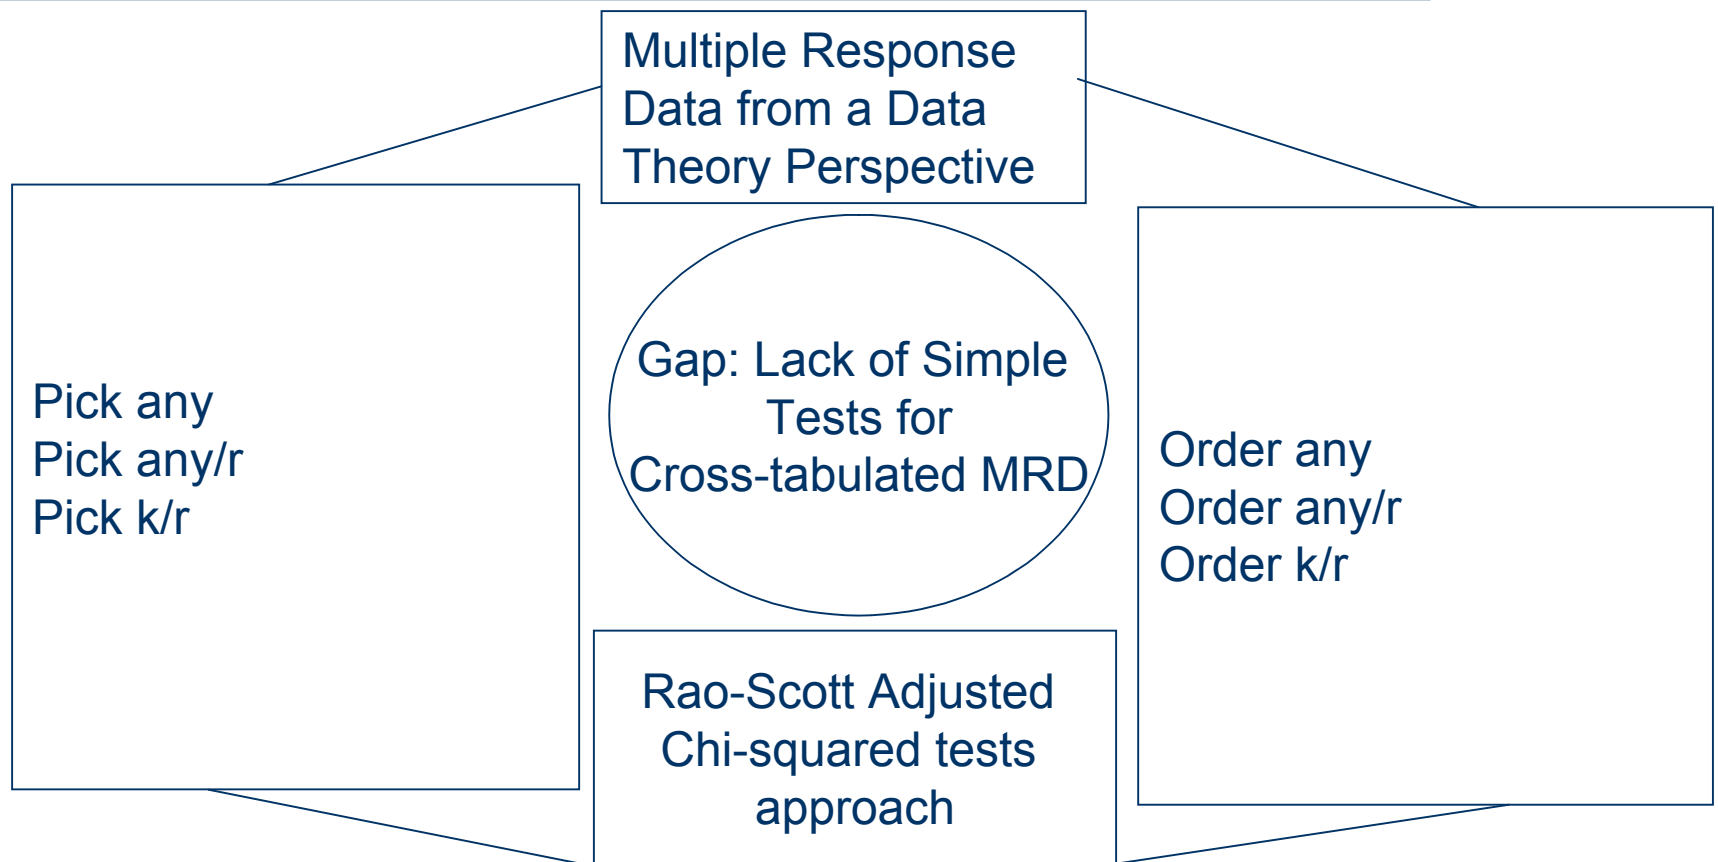 Multiple Response
Data from a Data
Theory Perspective
Pick any
Pick any/r
Pick k/r
Gap: Lack of Simple
Tests for
Cross-tabulated MRD
Order any
Order any/r
Order k/r
Rao-Scott Adjusted
Chi-squared tests
approach